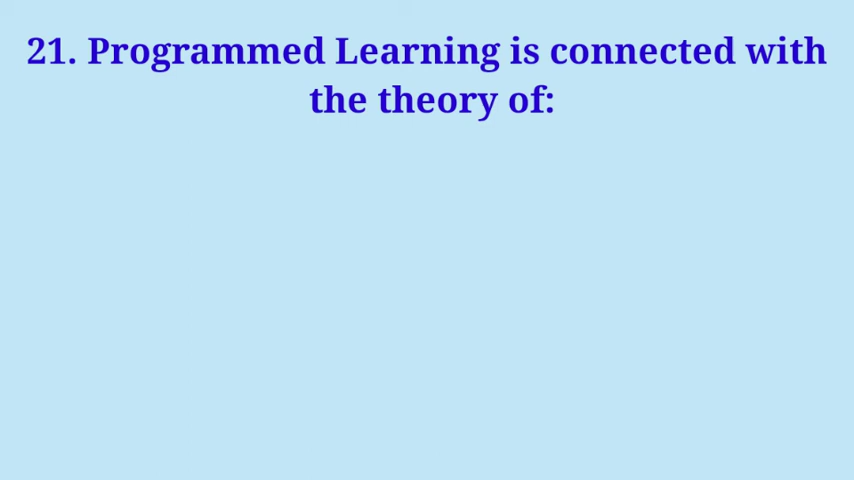 21. Programmed Learning is connected with
the theory of: